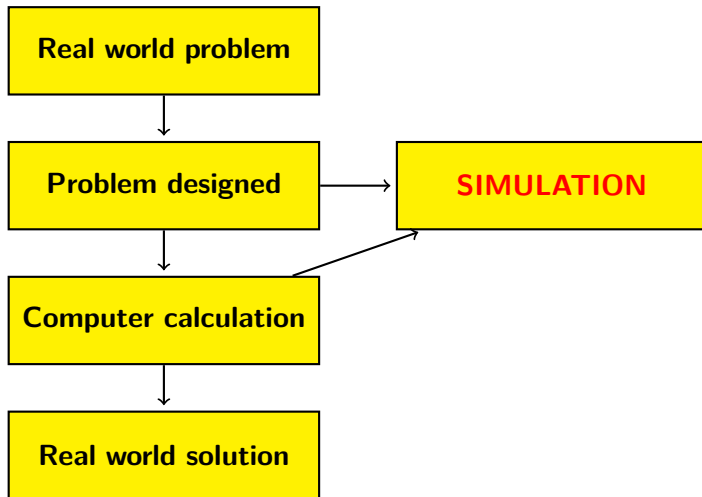 Real world problem
Problem designed
SIMULATION
Computer calculation
Real world solution